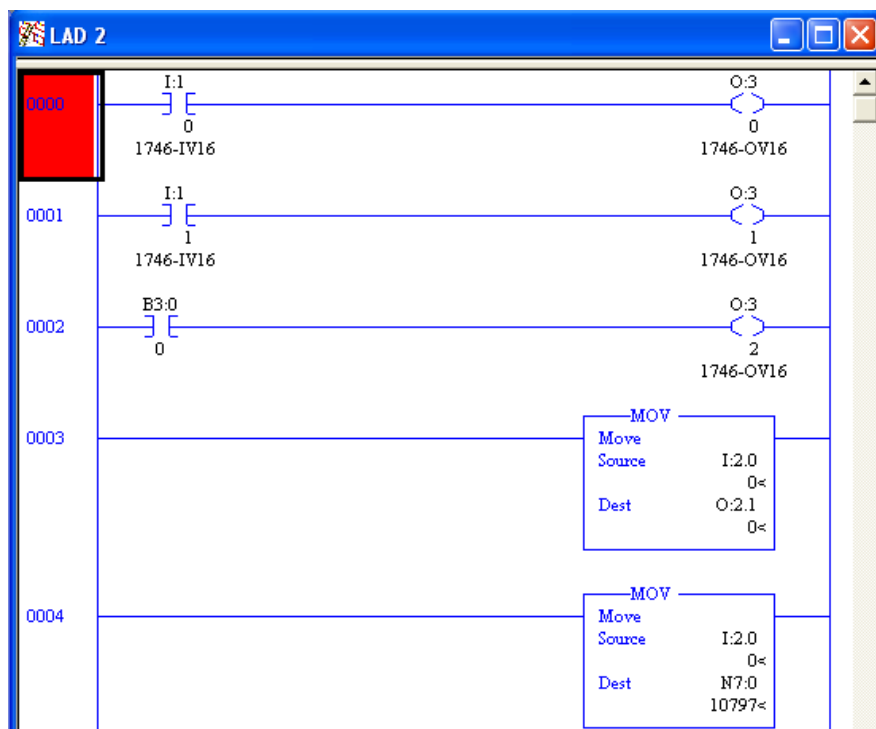 LAD 2
0000
I:1
0
1746-IV16
O:3
0
1746-OV16
0001
I:1
1
1746-IV16
O:3
1
1746-OV16
0002
B3:0
0
O:3
2
1746-OV16
0003
MOV
Move
Source I:2.0
0<
Dest O:2.1
0<
0004
MOV
Move
Source I:2.0
0<
Dest N7:0
10797<